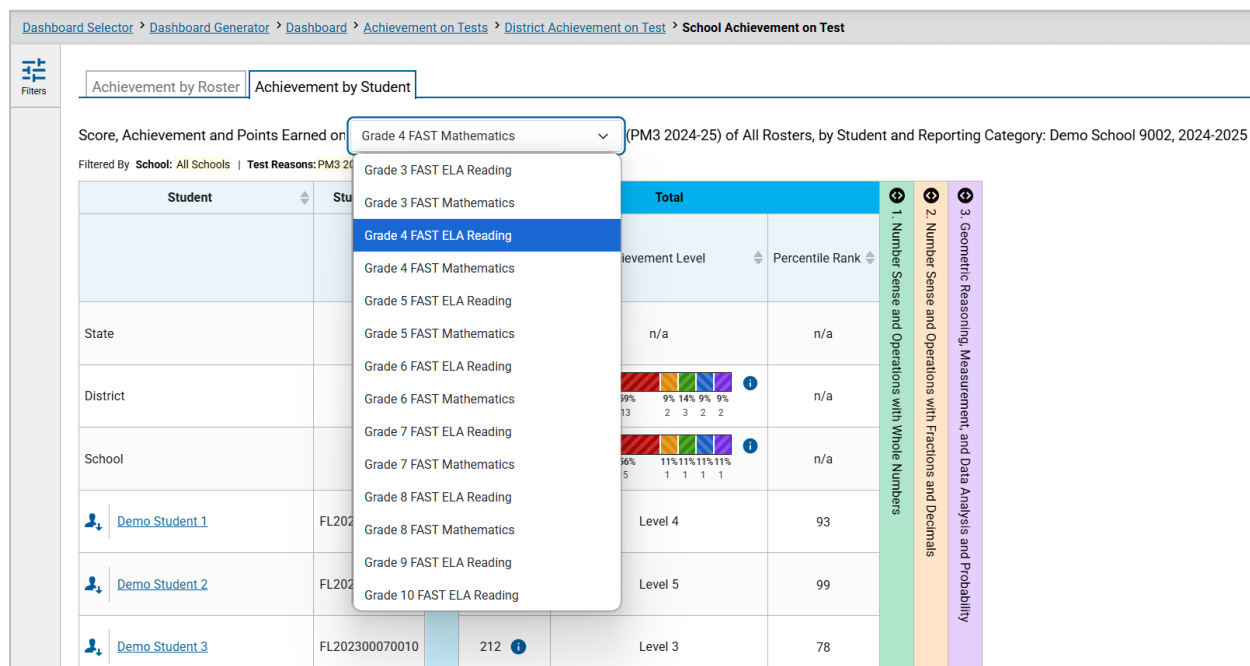 Dashboard Selector > Dashboard Generator > Dashboard > Achievement on Tests > District Achievement on Test > School Achievement on Test
Filters
Achievement by Roster
Achievement by Student
Score, Achievement and Points Earned on Grade 4 FAST Mathematics (PM3 2024-25) of All Rosters, by Student and Reporting Category: Demo School 9002, 2024-2025
Filtered By School: All Schools | Test Reasons: PM3 20
Grade 3 FAST ELA Reading
Grade 3 FAST Mathematics
Grade 4 FAST ELA Reading
Grade 4 FAST Mathematics
Grade 5 FAST ELA Reading
Grade 5 FAST Mathematics
Grade 6 FAST ELA Reading
Grade 6 FAST Mathematics
Grade 7 FAST ELA Reading
Grade 7 FAST Mathematics
Grade 8 FAST ELA Reading
Grade 8 FAST Mathematics
Grade 9 FAST ELA Reading
Grade 10 FAST ELA Reading
Student Stu Total
ievement Level Percentile Rank
1. Number Sense and Operations with Whole Numbers
2. Number Sense and Operations with Fractions and Decimals
3. Geometric Reasoning, Measurement, and Data Analysis and Probability
State n/a n/a
District n/a
59% 9% 14% 9% 9%
13 2 3 2 2
School n/a
56% 11% 11% 11% 11%
5 1 1 1 1
Demo Student 1 FL202 Level 4 93
Demo Student 2 FL202 Level 5 99
Demo Student 3 FL202300070010 212 Level 3 78